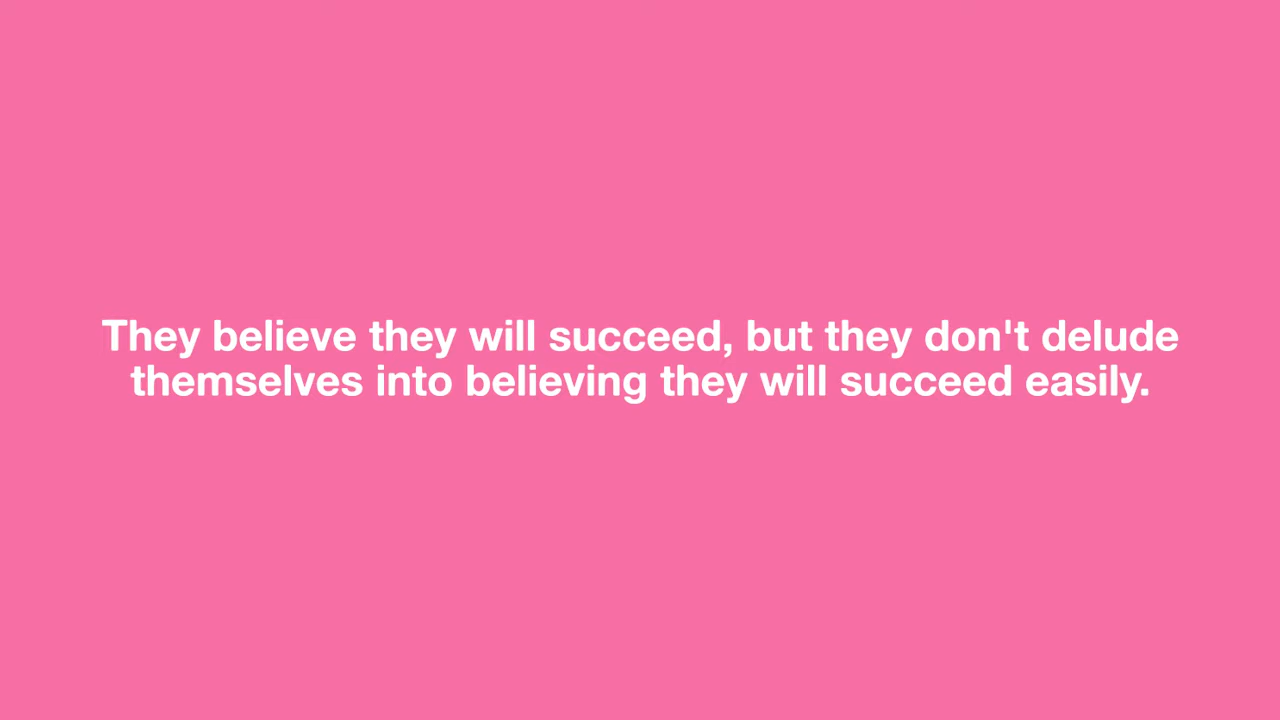 They believe they will succeed, but they don't delude
themselves into believing they will succeed easily.